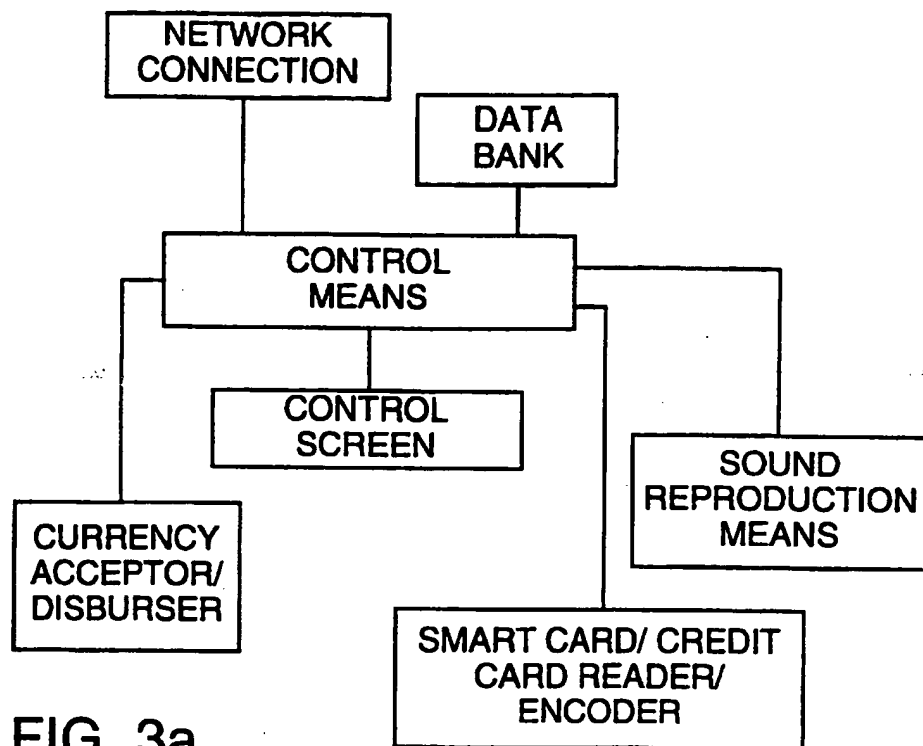 NETWORK
CONNECTION
DATA
BANK
CONTROL
MEANS
CONTROL
SCREEN
SOUND
REPRODUCTION
MEANS
CURRENCY
ACCEPTOR/
DISBURSER
SMART CARD/ CREDIT
CARD READER/
ENCODER
FIG. 3a